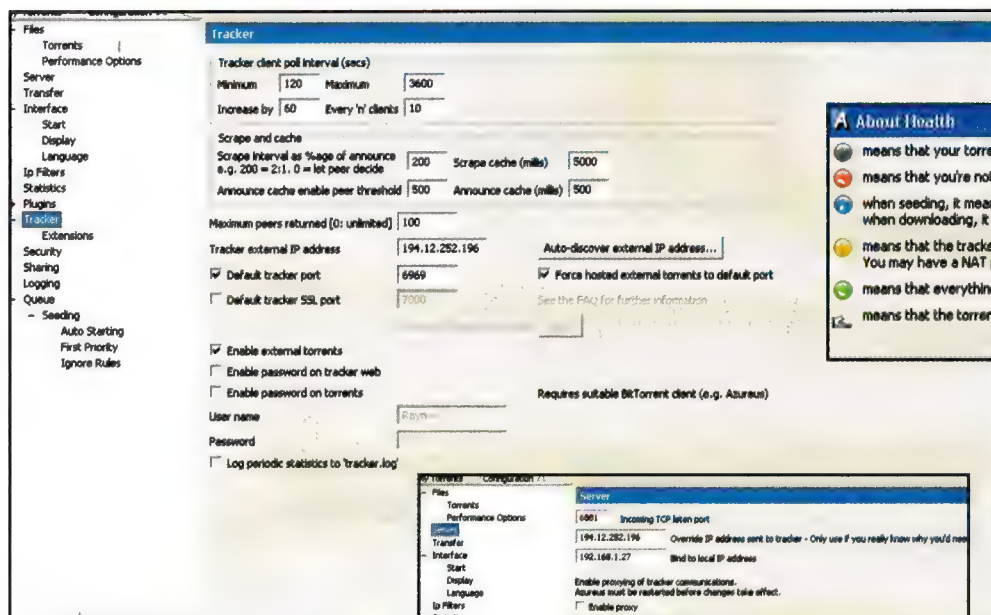 Torrents Configuration
Files
Torrents
Performance Options
Server
Transfer
Interface
Start
Display
Language
Ip Filters
Statistics
Plugins
Tracker
Extensions
Security
Sharing
Logging
Queue
Seeding
Auto Starting
First Priority
Ignore Rules
Tracker
Tracker client poll interval (secs)
Minimum 120 Maximum 3600
Increase by 60 Every 'n' clients 10
Scrape and cache
Scrape interval as %age of announce
e.g. 200 = 2:1. 0 = let peer decide 200 Scrape cache (millis) 5000
Announce cache enable peer threshold 500 Announce cache (millis) 500
Maximum peers returned [0: unlimited] 100
Tracker external IP address 194.12.252.196 Auto-discover external IP address...
Default tracker port 6969 Force hosted external torrents to default port
Default tracker SSL port 7000 See the FAQ for further information
Enable external torrents
Enable password on tracker web
Enable password on torrents Requires suitable BitTorrent client (e.g. Azureus)
User name
Password
Log periodic statistics to 'tracker.log'
About Health
means that your torre
means that you're not
when seeding, it mean
when downloading, it
means that the tracke
You may have a NAT p
means that everything
means that the torren
Torrents Configuration
Files
Torrents
Performance Options
Transfer
Interface
Start
Display
Language
Ip Filters
Server
6881 Incoming TCP listen port
194.12.252.196 Override IP address sent to tracker - Only use if you really know why you'd nee
192.168.1.27 Bind to local IP address
Enable proxying of tracker communications.
Azureus must be restarted before changes take effect.
Enable proxy